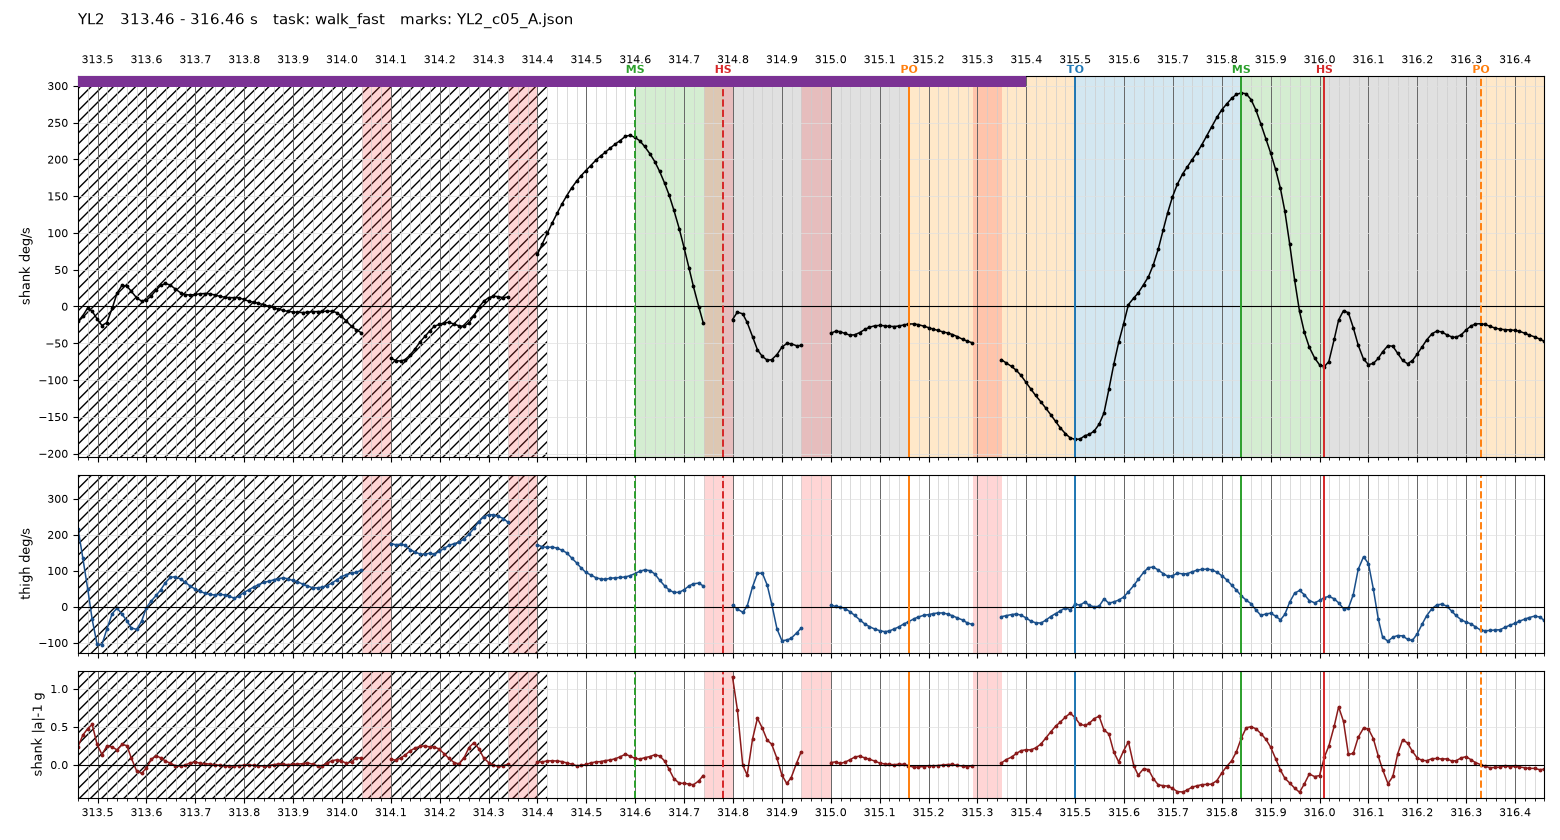 YL2   313.46 - 316.46 s   task: walk_fast   marks: YL2_c05_A.json
313.5 313.6 313.7 313.8 313.9 314.0 314.1 314.2 314.3 314.4 314.5 314.6 314.7 314.8 314.9 315.0 315.1 315.2 315.3 315.4 315.5 315.6 315.7 315.8 315.9 316.0 316.1 316.2 316.3 316.4
MS HS PO TO MS HS PO
shank deg/s
300
250
200
150
100
50
0
−50
−100
−150
−200
thigh deg/s
300
200
100
0
−100
shank |a|-1 g
1.0
0.5
0.0
313.5 313.6 313.7 313.8 313.9 314.0 314.1 314.2 314.3 314.4 314.5 314.6 314.7 314.8 314.9 315.0 315.1 315.2 315.3 315.4 315.5 315.6 315.7 315.8 315.9 316.0 316.1 316.2 316.3 316.4